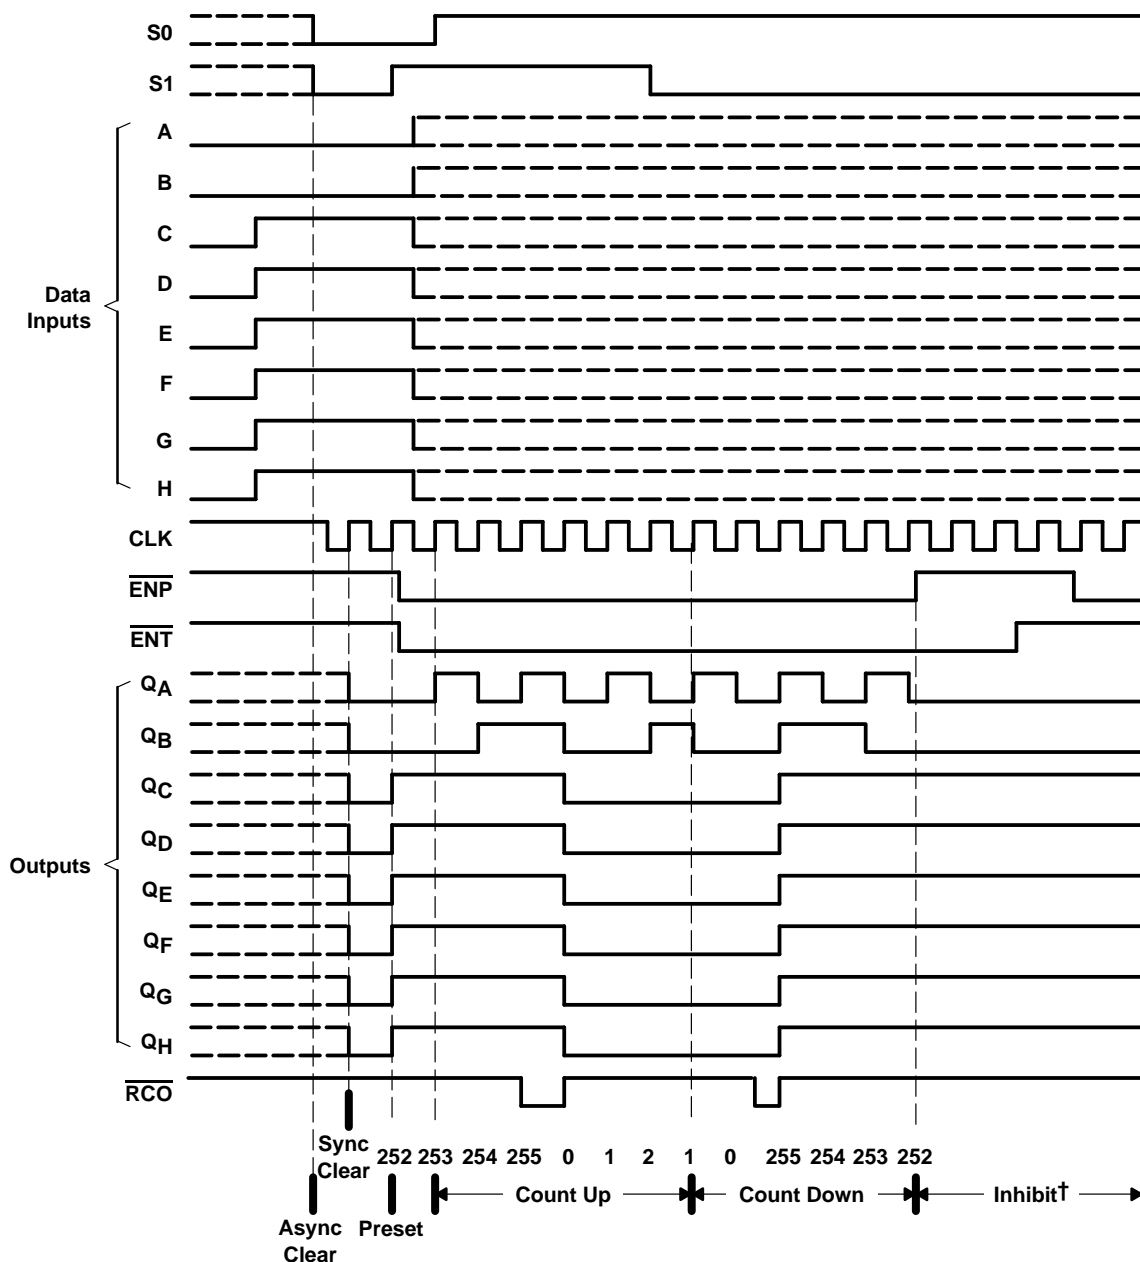 S0
S1
A
B
C
D
Data
Inputs
E
F
G
H
CLK
ENP
ENT
QA
QB
QC
QD
Outputs
QE
QF
QG
QH
RCO
Sync
Clear
252 253 254 255 0 1 2 1 0 255 254 253 252
Count Up Count Down Inhibit†
Async
Clear
Preset